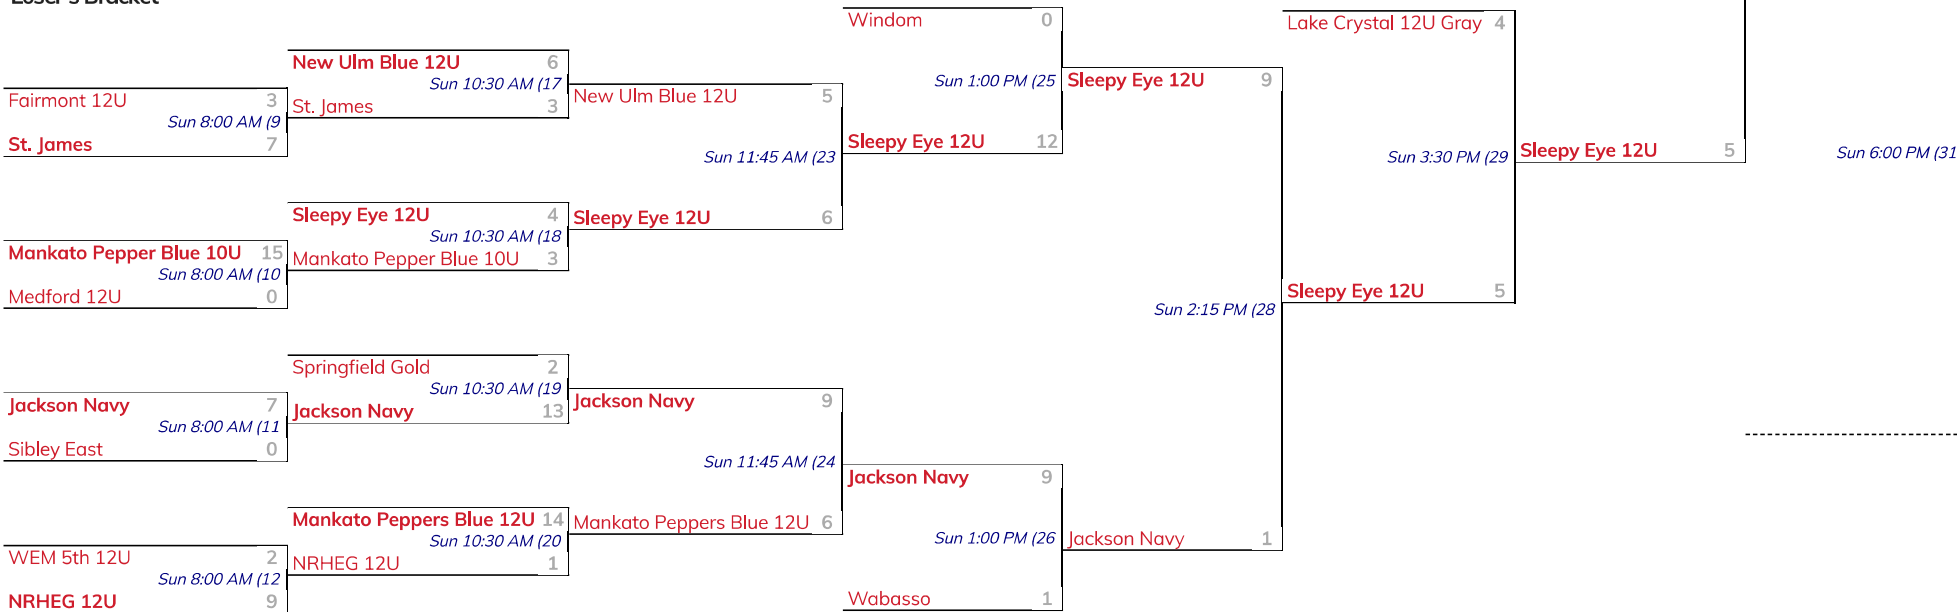 Loser's Bracket
Fairmont 12U 3
Sun 8:00 AM (9
St. James 7
Mankato Pepper Blue 10U 15
Sun 8:00 AM (10
Medford 12U 0
Jackson Navy 7
Sun 8:00 AM (11
Sibley East 0
WEM 5th 12U 2
Sun 8:00 AM (12
NRHEG 12U 9
New Ulm Blue 12U 6
Sun 10:30 AM (17
St. James 3
Sleepy Eye 12U 4
Sun 10:30 AM (18
Mankato Pepper Blue 10U 3
Springfield Gold 2
Sun 10:30 AM (19
Jackson Navy 13
Mankato Peppers Blue 12U 14
Sun 10:30 AM (20
NRHEG 12U 1
New Ulm Blue 12U 5
Sun 11:45 AM (23
Sleepy Eye 12U 6
Jackson Navy 9
Sun 11:45 AM (24
Mankato Peppers Blue 12U 6
Windom 0
Sun 1:00 PM (25
Sleepy Eye 12U 12
Jackson Navy 9
Sun 1:00 PM (26
Wabasso 1
Sleepy Eye 12U 9
Sun 2:15 PM (28
Jackson Navy 1
Lake Crystal 12U Gray 4
Sun 3:30 PM (29
Sleepy Eye 12U 5
Sleepy Eye 12U 5
Sun 6:00 PM (31